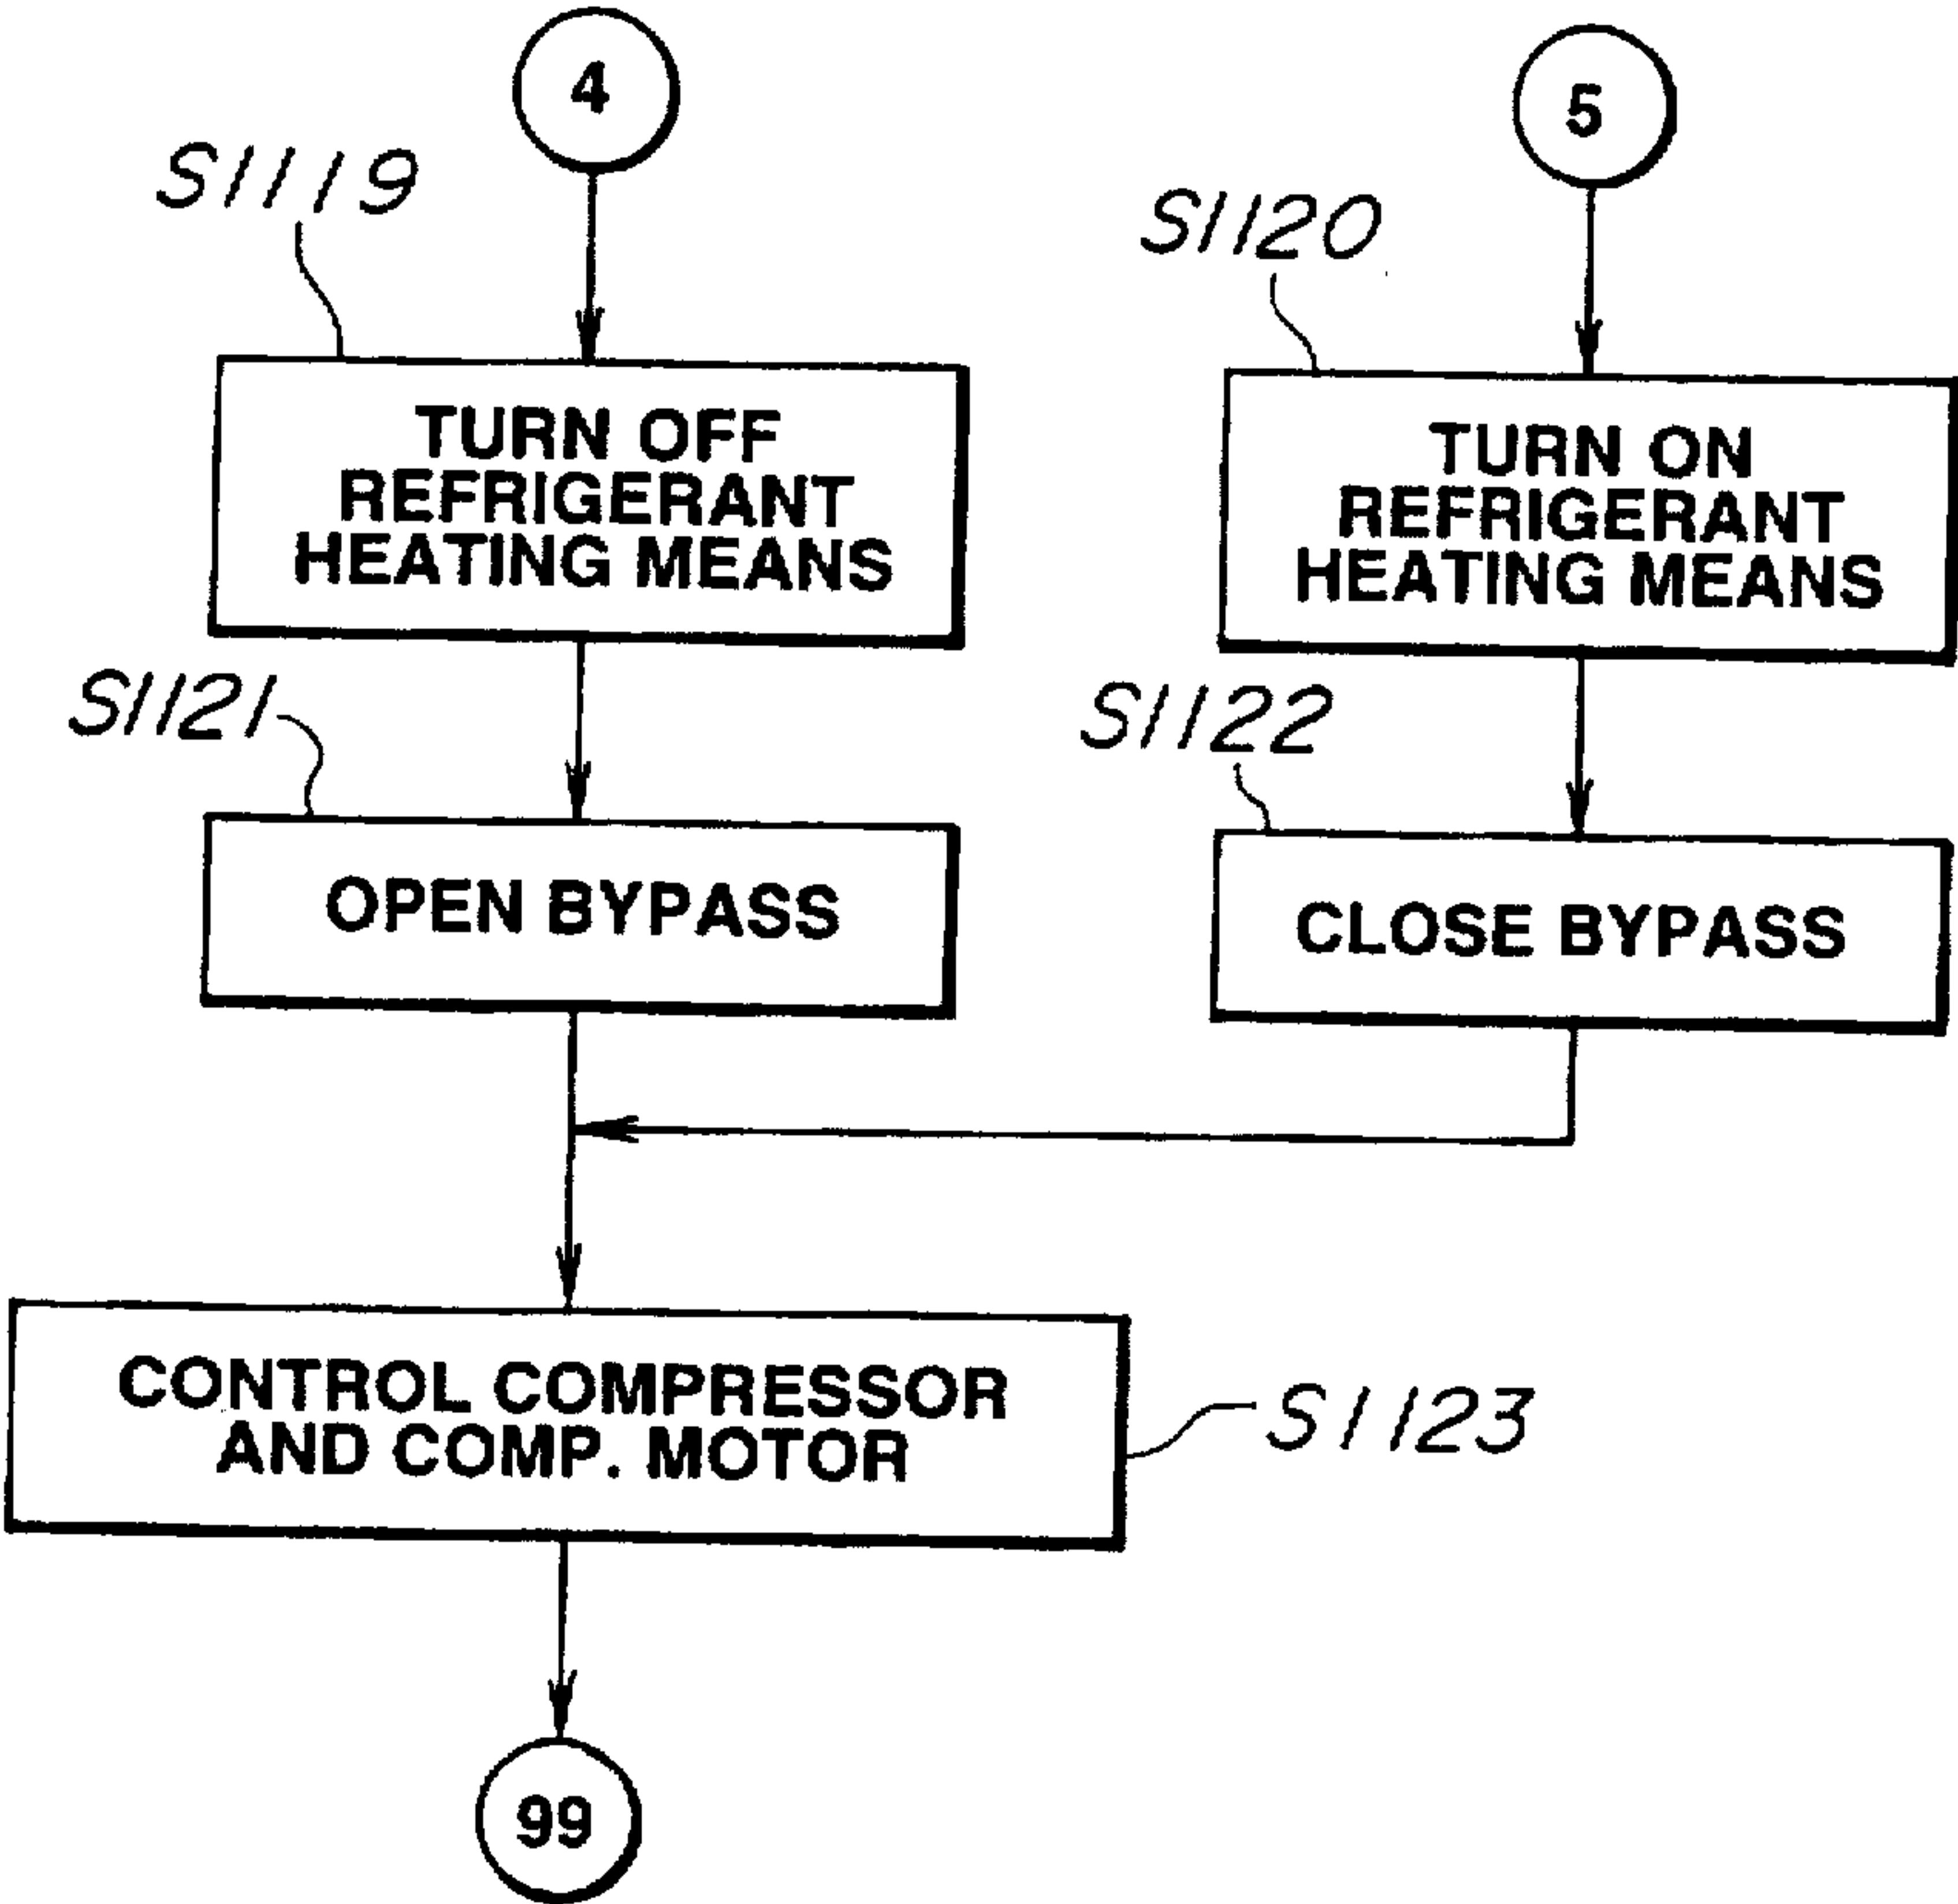 4
5
S1119
S1120
TURN OFF
REFRIGERANT
HEATING MEANS
TURN ON
REFRIGERANT
HEATING MEANS
S1121
S1122
OPEN BYPASS
CLOSE BYPASS
CONTROL COMPRESSOR
AND COMP. MOTOR
S1123
99